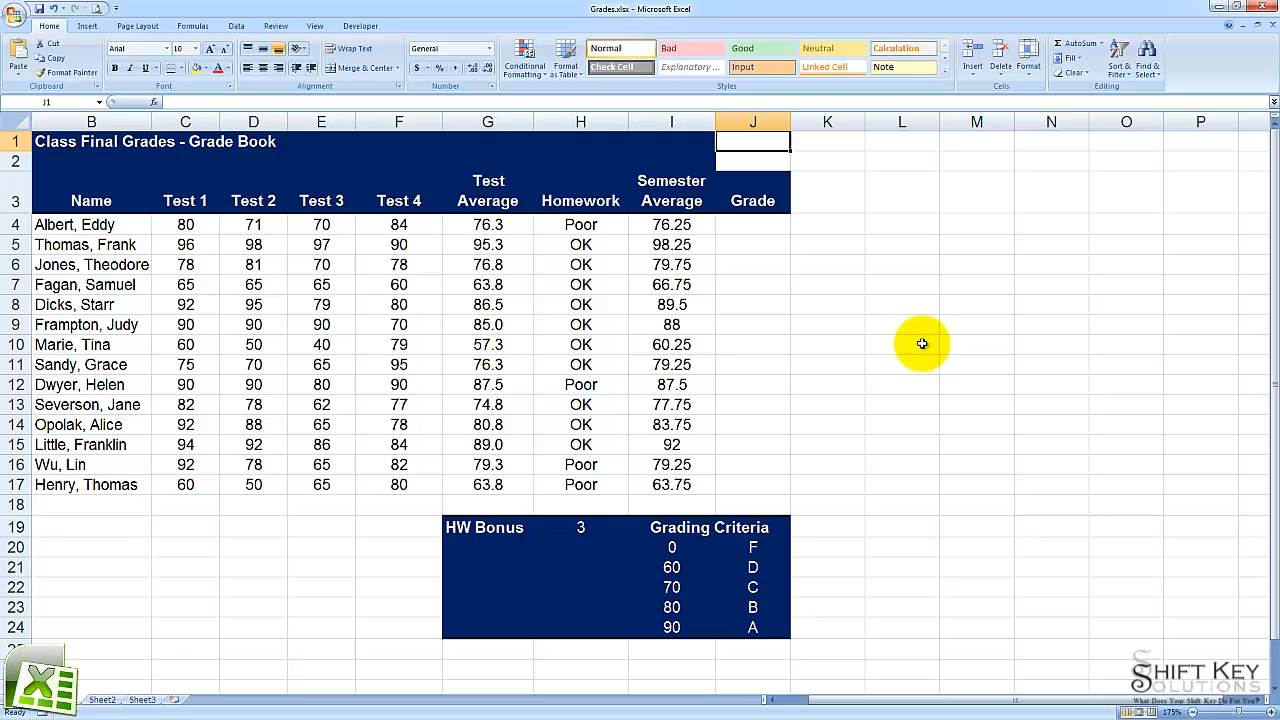 Grades.xlsx - Microsoft Excel
Home Insert Page Layout Formulas Data Review View Developer
Paste Cut Copy Format Painter Clipboard
Arial 10 B I U Font
Wrap Text Merge & Center Alignment
General $ % , Number
Conditional Formatting Format as Table Normal Bad Good Neutral Calculation
Check Cell Explanatory ... Input Linked Cell Note Styles
Insert Delete Format Cells
AutoSum Fill Clear Sort & Filter Find & Select Editing
J1 fx
B C D E F G H I J K L M N O P
1 Class Final Grades - Grade Book
2
3 Name Test 1 Test 2 Test 3 Test 4 Test Average Homework Semester Average Grade
4 Albert, Eddy 80 71 70 84 76.3 Poor 76.25
5 Thomas, Frank 96 98 97 90 95.3 OK 98.25
6 Jones, Theodore 78 81 70 78 76.8 OK 79.75
7 Fagan, Samuel 65 65 65 60 63.8 OK 66.75
8 Dicks, Starr 92 95 79 80 86.5 OK 89.5
9 Frampton, Judy 90 90 90 70 85.0 OK 88
10 Marie, Tina 60 50 40 79 57.3 OK 60.25
11 Sandy, Grace 75 70 65 95 76.3 OK 79.25
12 Dwyer, Helen 90 90 80 90 87.5 Poor 87.5
13 Severson, Jane 82 78 62 77 74.8 OK 77.75
14 Opolak, Alice 92 88 65 78 80.8 OK 83.75
15 Little, Franklin 94 92 86 84 89.0 OK 92
16 Wu, Lin 92 78 65 82 79.3 Poor 79.25
17 Henry, Thomas 60 50 65 80 63.8 Poor 63.75
18
19 HW Bonus 3 Grading Criteria
20 0 F
21 60 D
22 70 C
23 80 B
24 90 A
SHIFT KEY
SOLUTIONS
What Does Your Shift Key Do For You?
Sheet2 Sheet3
Ready 175%